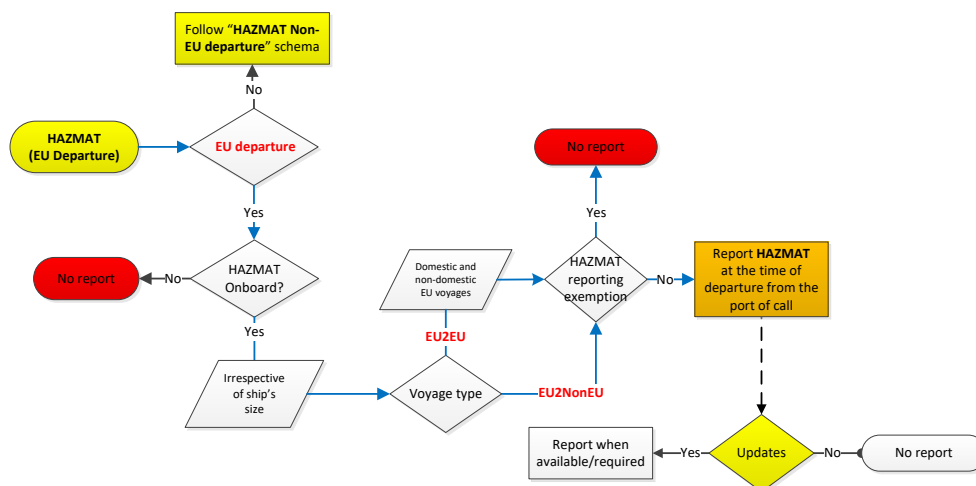 Follow “HAZMAT Non-
EU departure” schema
No
HAZMAT
(EU Departure)
EU departure
No report
Yes
Yes
No report
No
HAZMAT
Onboard?
Domestic and
non-domestic
EU voyages
HAZMAT
reporting
exemption
No
Report HAZMAT
at the time of
departure from the
port of call
Yes
EU2EU
Irrespective
of ship’s
size
Voyage type
EU2NonEU
Report when
available/required
Yes
Updates
No
No report